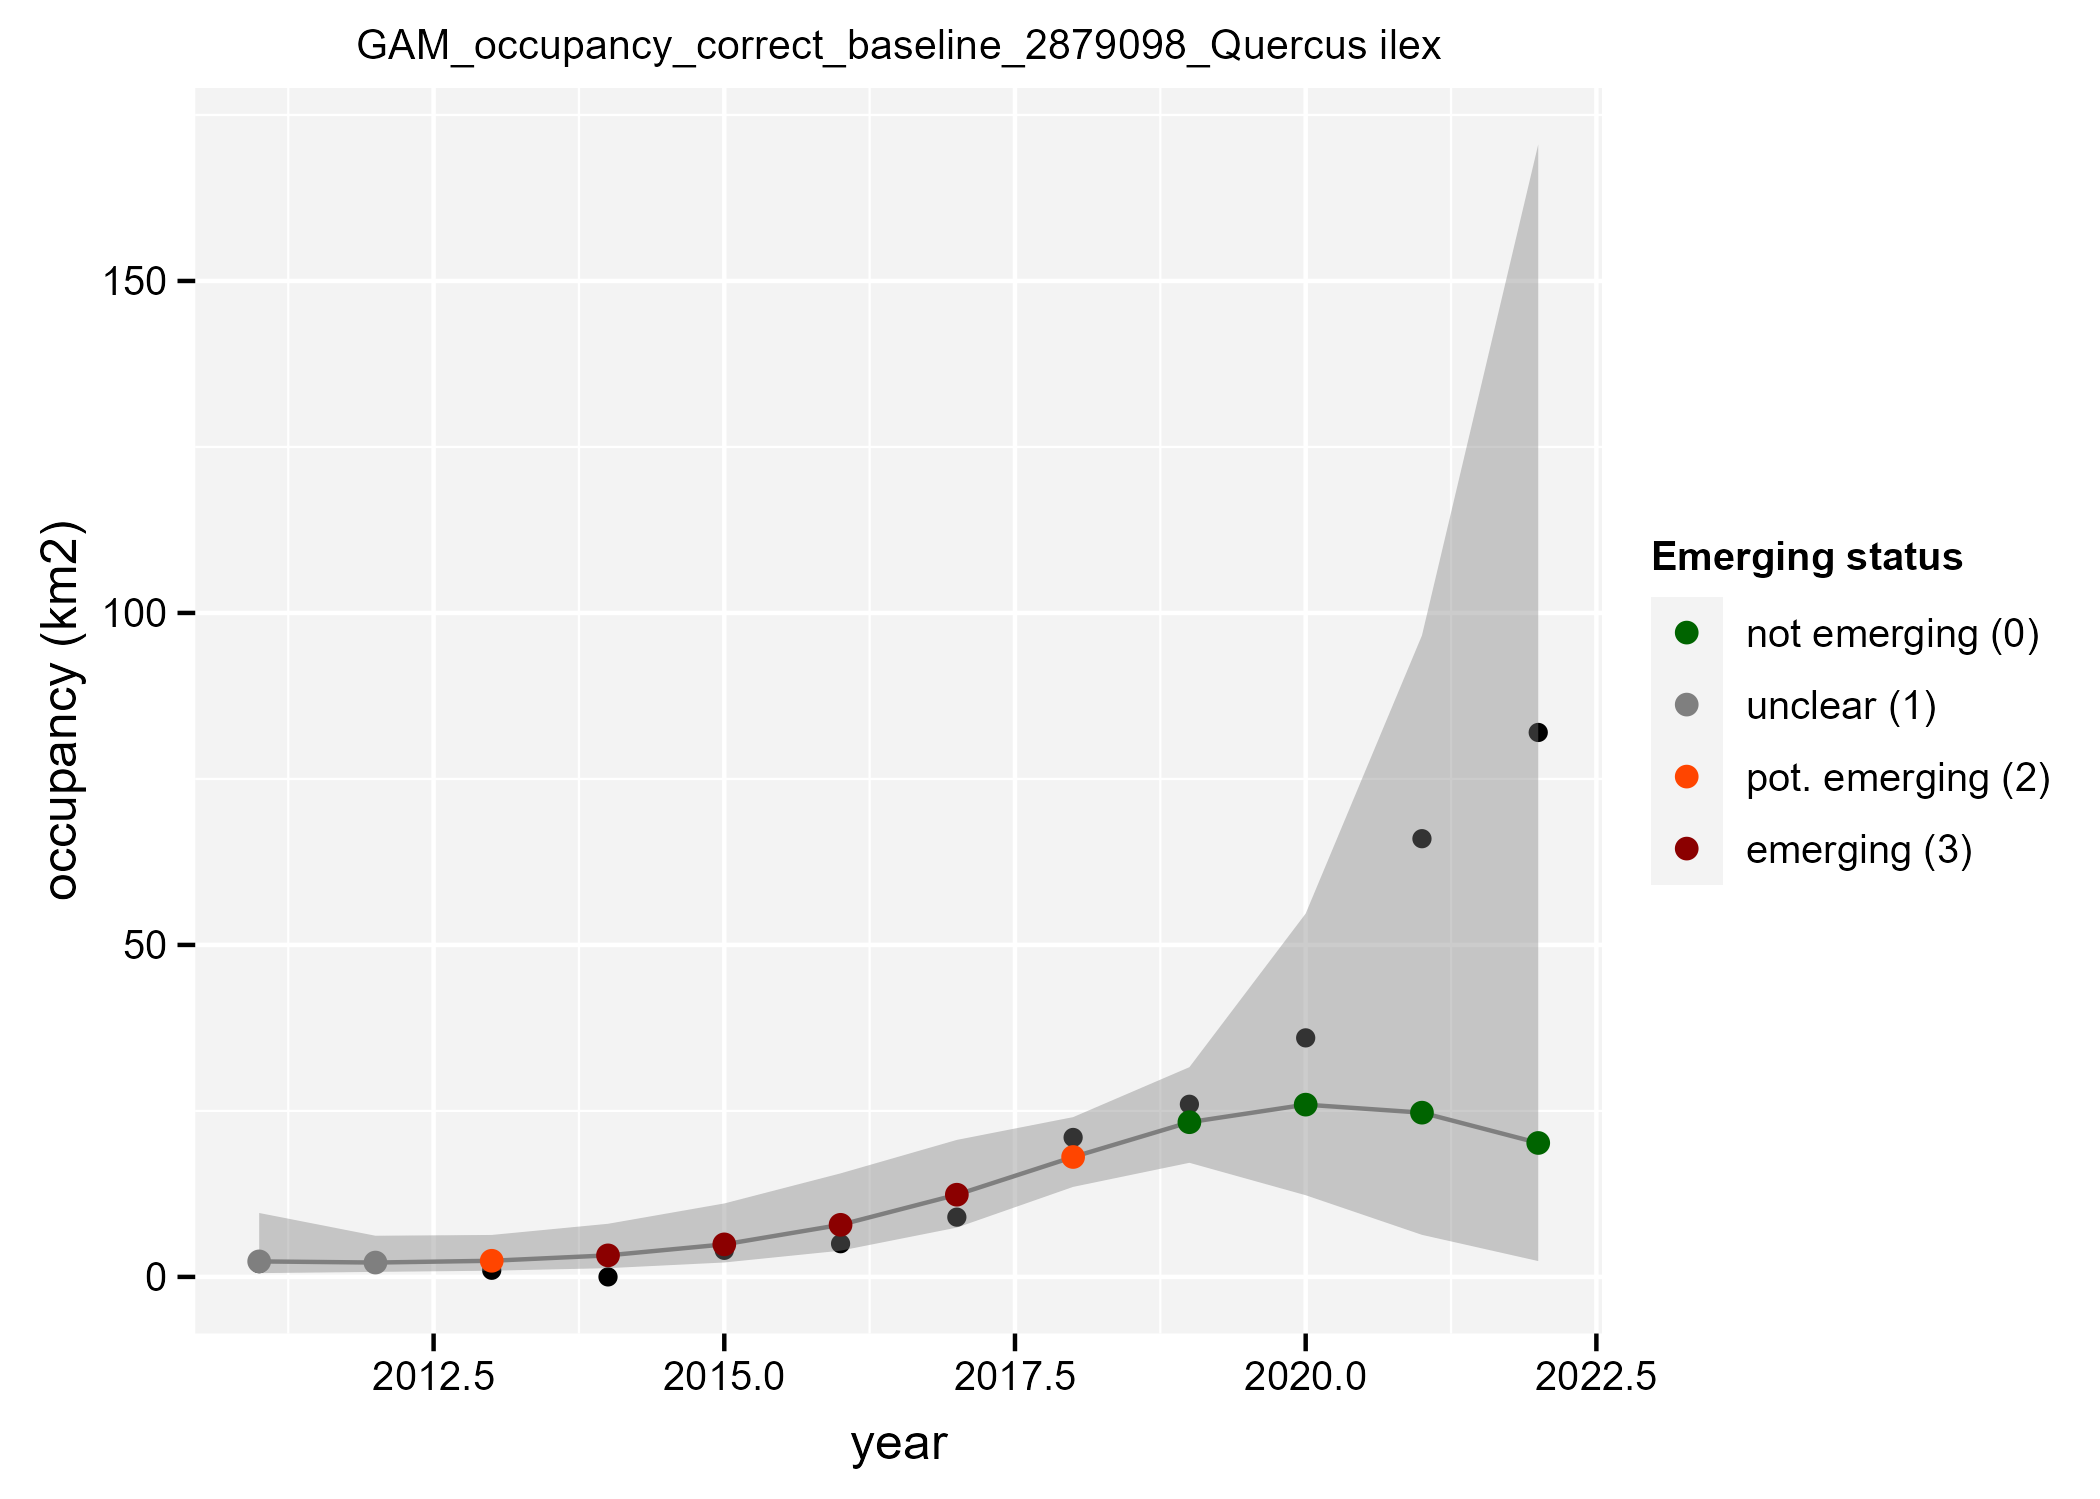 GAM_occupancy_correct_baseline_2879098_Quercus ilex
150
100
50
0
occupancy (km2)
2012.5
2015.0
2017.5
2020.0
2022.5
year
Emerging status
not emerging (0)
unclear (1)
pot. emerging (2)
emerging (3)